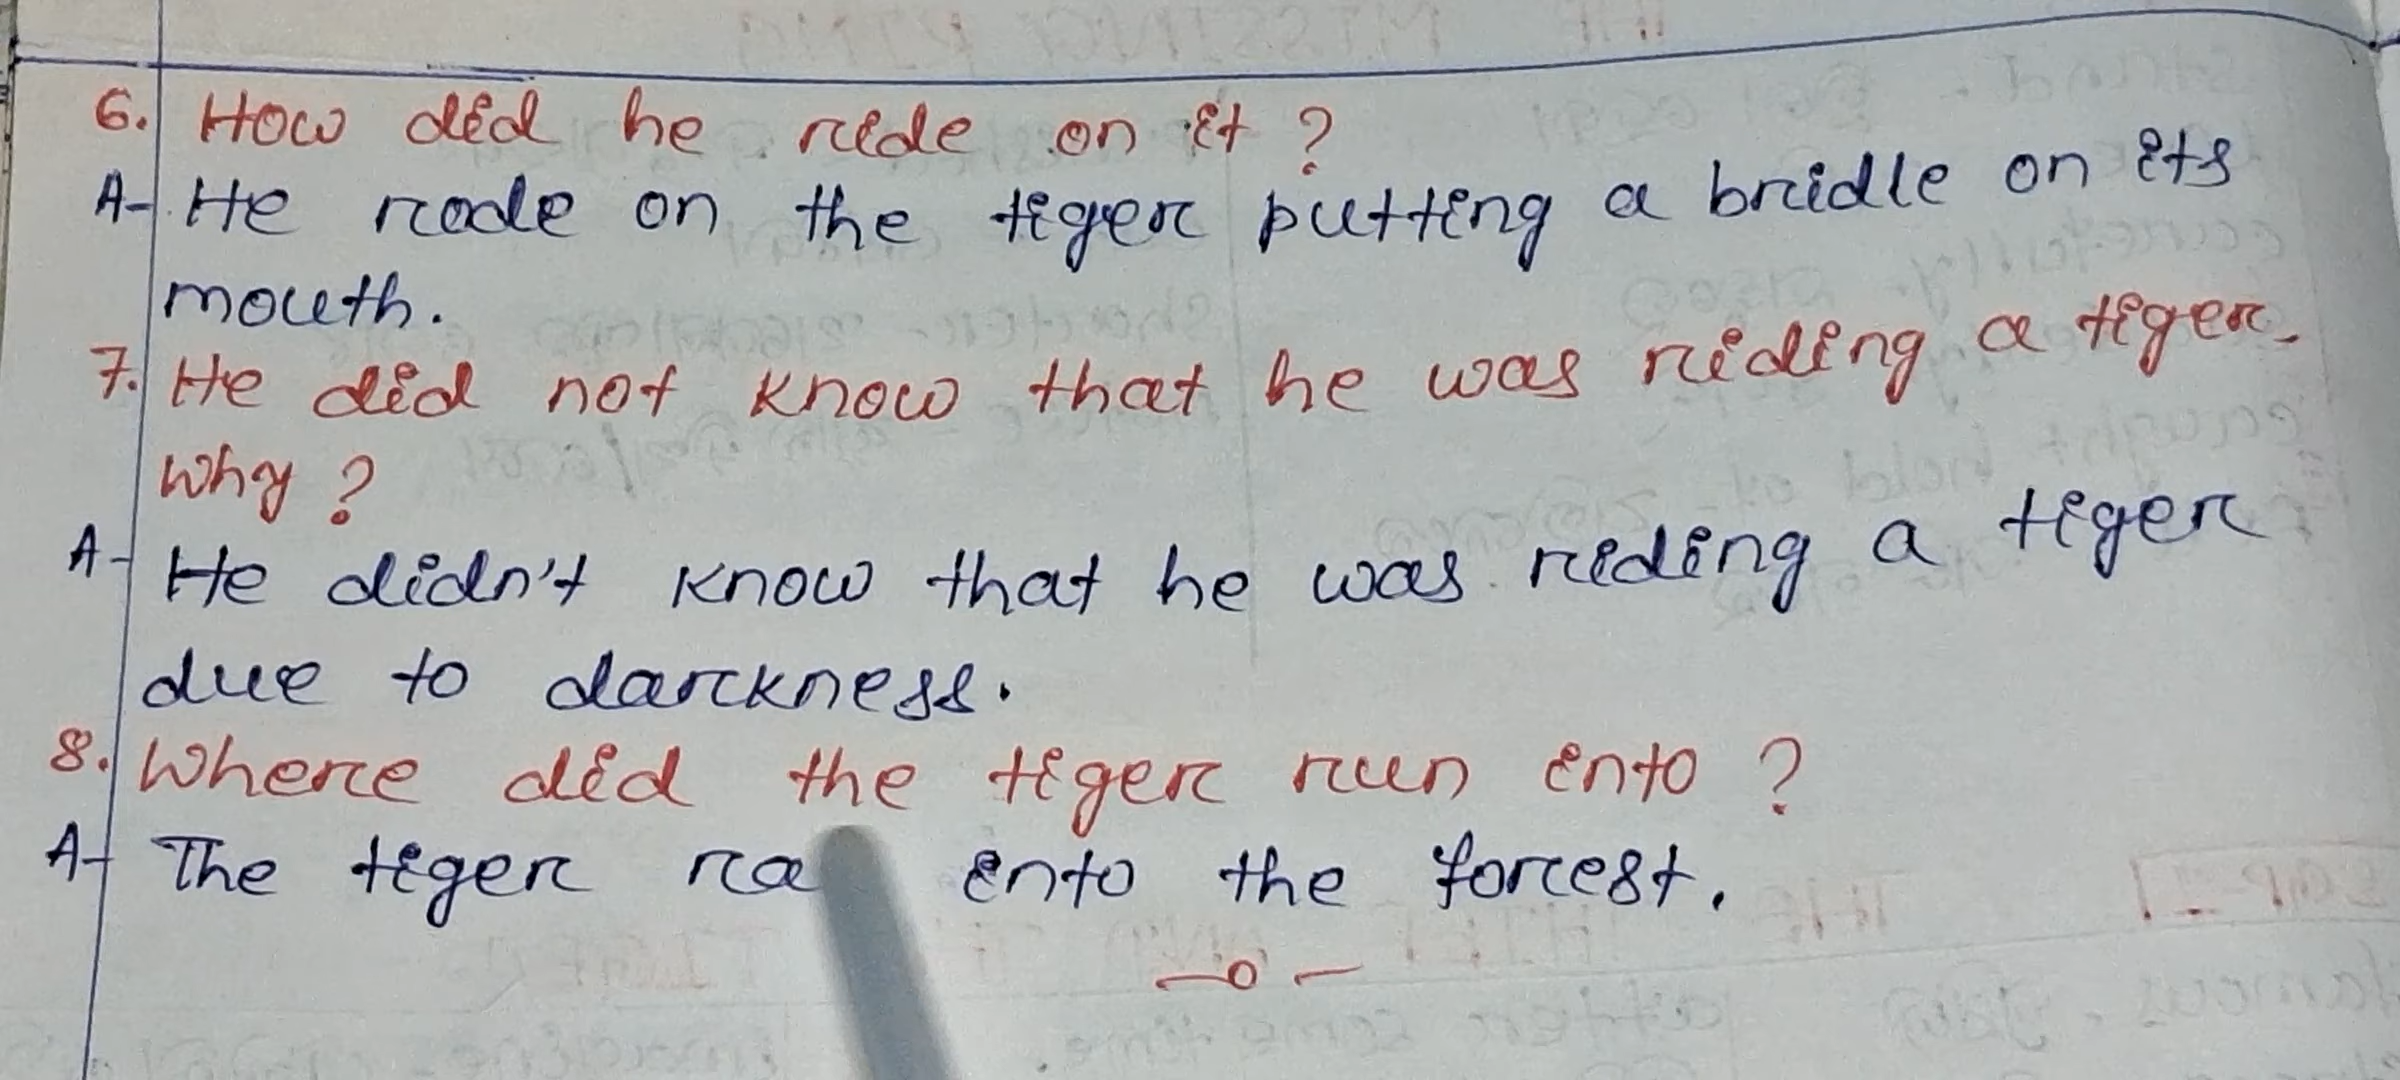 6. How did he ride on it ?
A- He rode on the tiger putting a bridle on its
mouth.
7. He did not know that he was riding a tiger.
Why ?
A- He didn't know that he was riding a tiger
due to darkness.
8. Where did the tiger run into ?
A- The tiger ra into the forest.
—o—